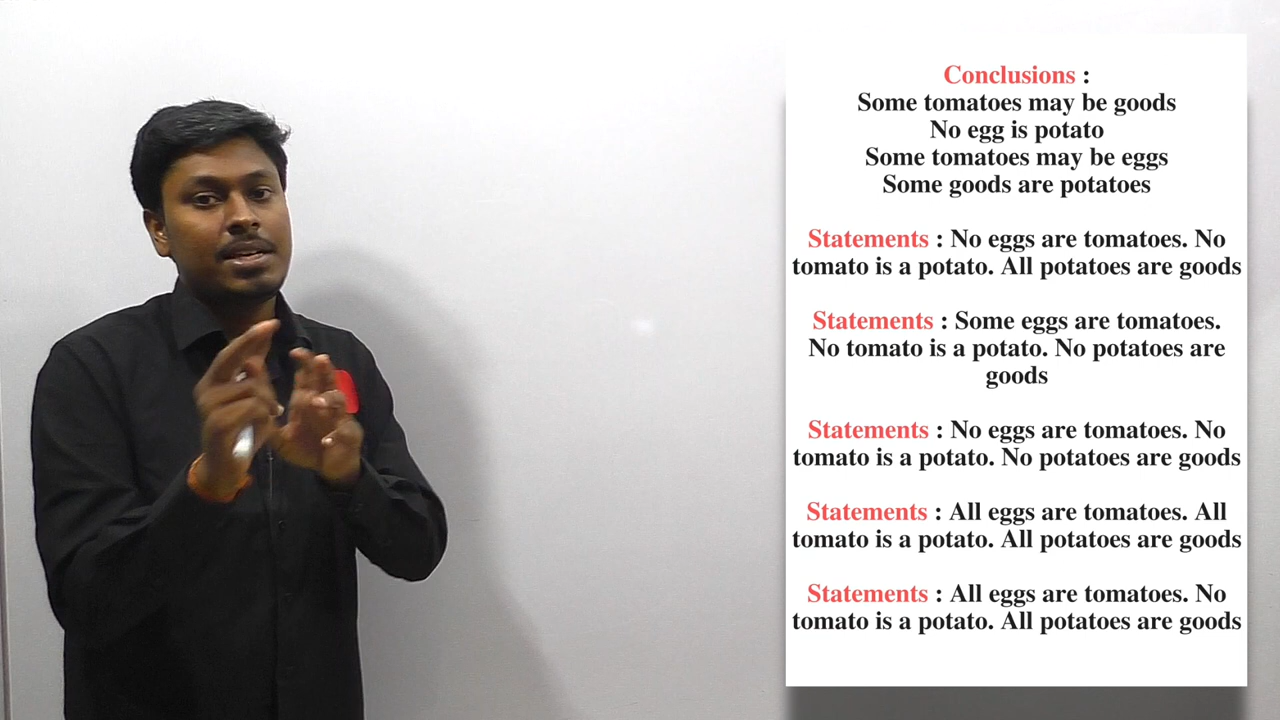 Conclusions :
Some tomatoes may be goods
No egg is potato
Some tomatoes may be eggs
Some goods are potatoes
Statements : No eggs are tomatoes. No
tomato is a potato. All potatoes are goods
Statements : Some eggs are tomatoes.
No tomato is a potato. No potatoes are
goods
Statements : No eggs are tomatoes. No
tomato is a potato. No potatoes are goods
Statements : All eggs are tomatoes. All
tomato is a potato. All potatoes are goods
Statements : All eggs are tomatoes. No
tomato is a potato. All potatoes are goods